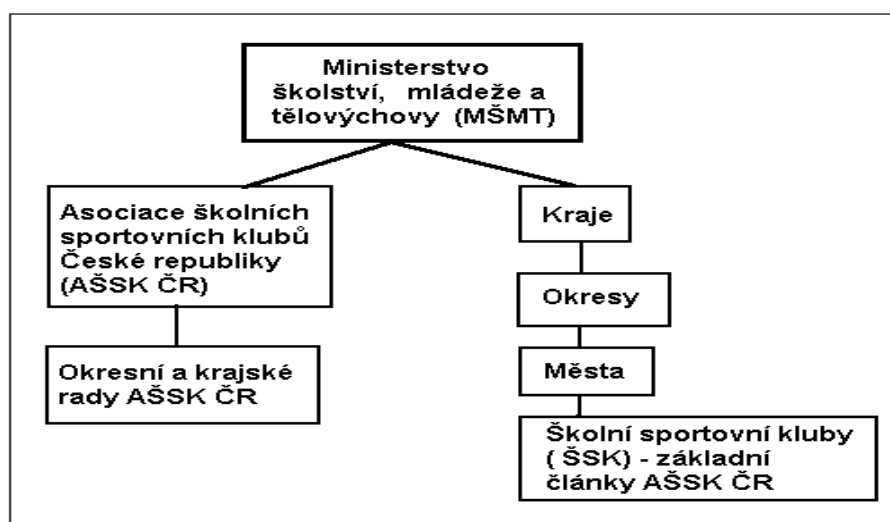 Ministerstvo
školství, mládeže a
tělovýchovy (MŠMT)
Asociace školních
sportovních klubů
České republiky
(AŠSK ČR)
Okresní a krajské
rady AŠSK ČR
Kraje
Okresy
Města
Školní sportovní kluby
( ŠSK) - základní
články AŠSK ČR